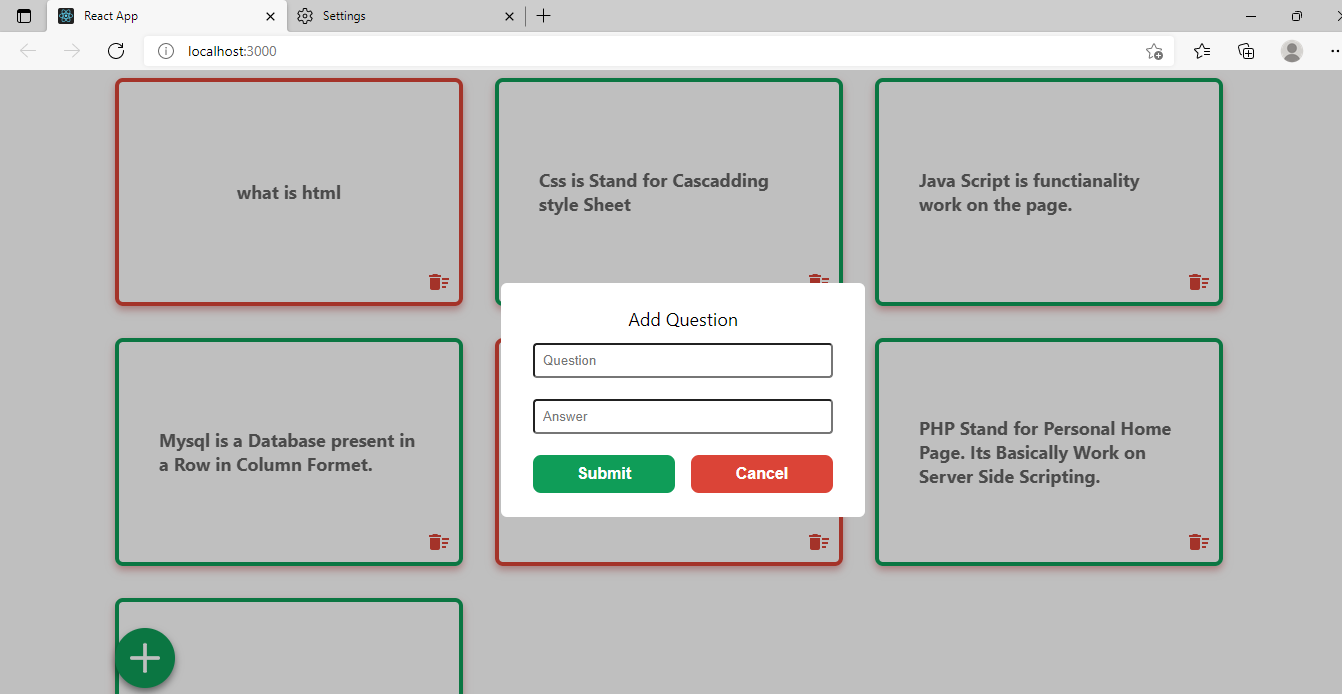 React App
Settings
localhost:3000
what is html
Css is Stand for Cascadding
style Sheet
Java Script is functianality
work on the page.
Add Question
Question
Answer
Submit
Cancel
Mysql is a Database present in
a Row in Column Formet.
PHP Stand for Personal Home
Page. Its Basically Work on
Server Side Scripting.